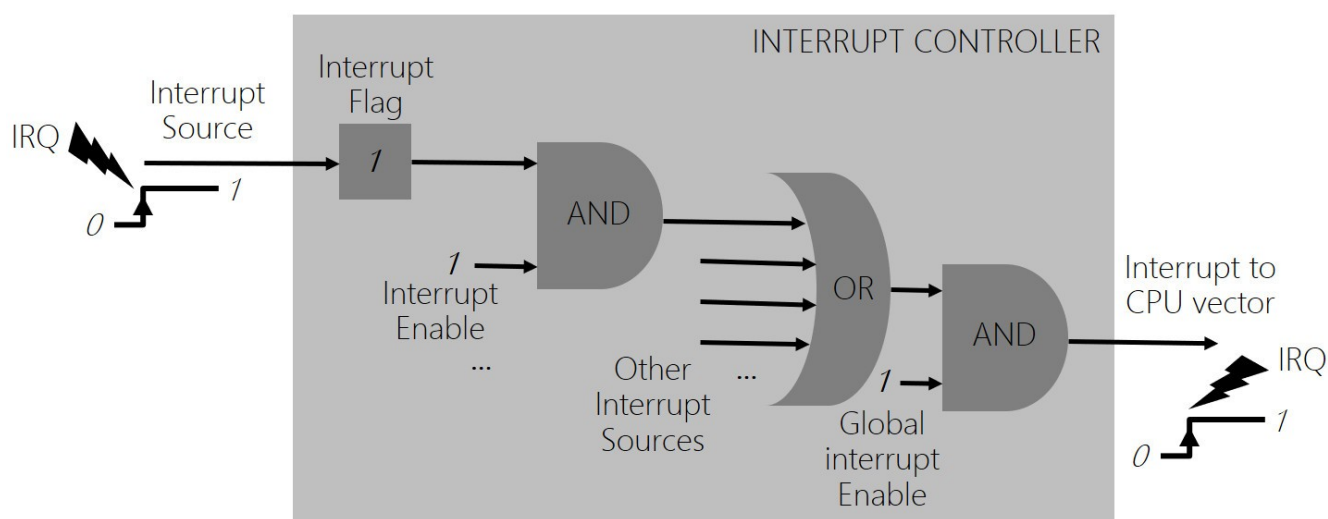 INTERRUPT CONTROLLER
Interrupt
Flag
Interrupt
Source
IRQ
1
0
1
AND
1
Interrupt
Enable
...
OR
Other
Interrupt
Sources
...
AND
1
Global
interrupt
Enable
Interrupt to
CPU vector
IRQ
1
0